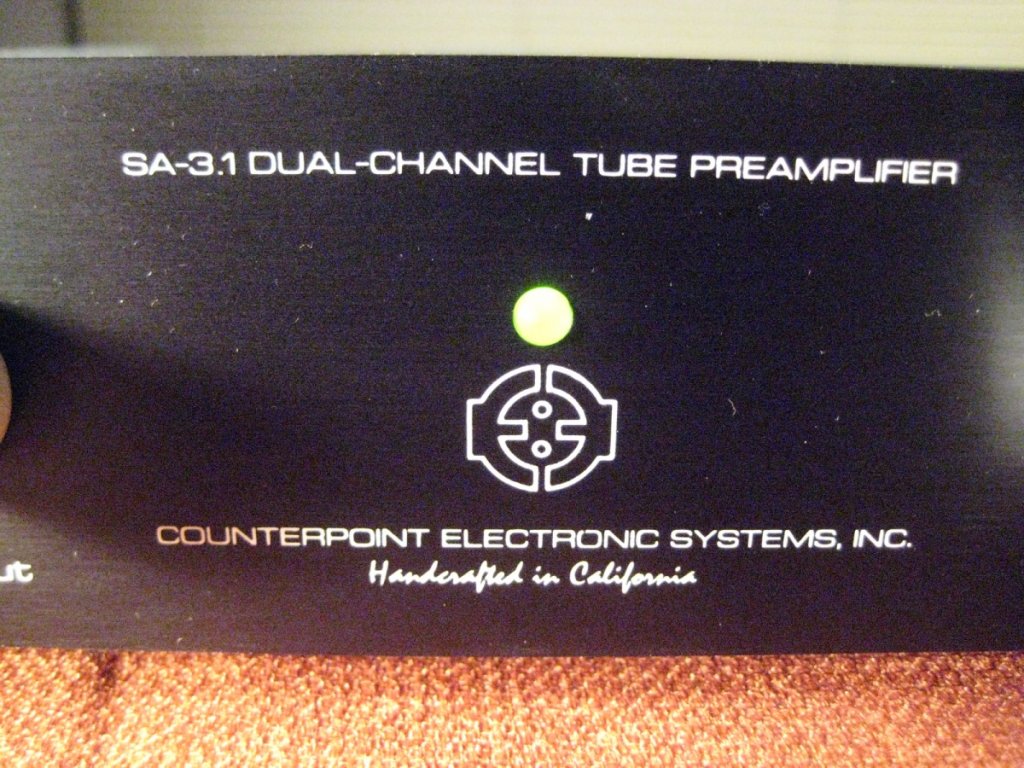 SA-3.1 DUAL-CHANNEL TUBE PREAMPLIFIER
COUNTERPOINT ELECTRONIC SYSTEMS, INC.
Handcrafted in California